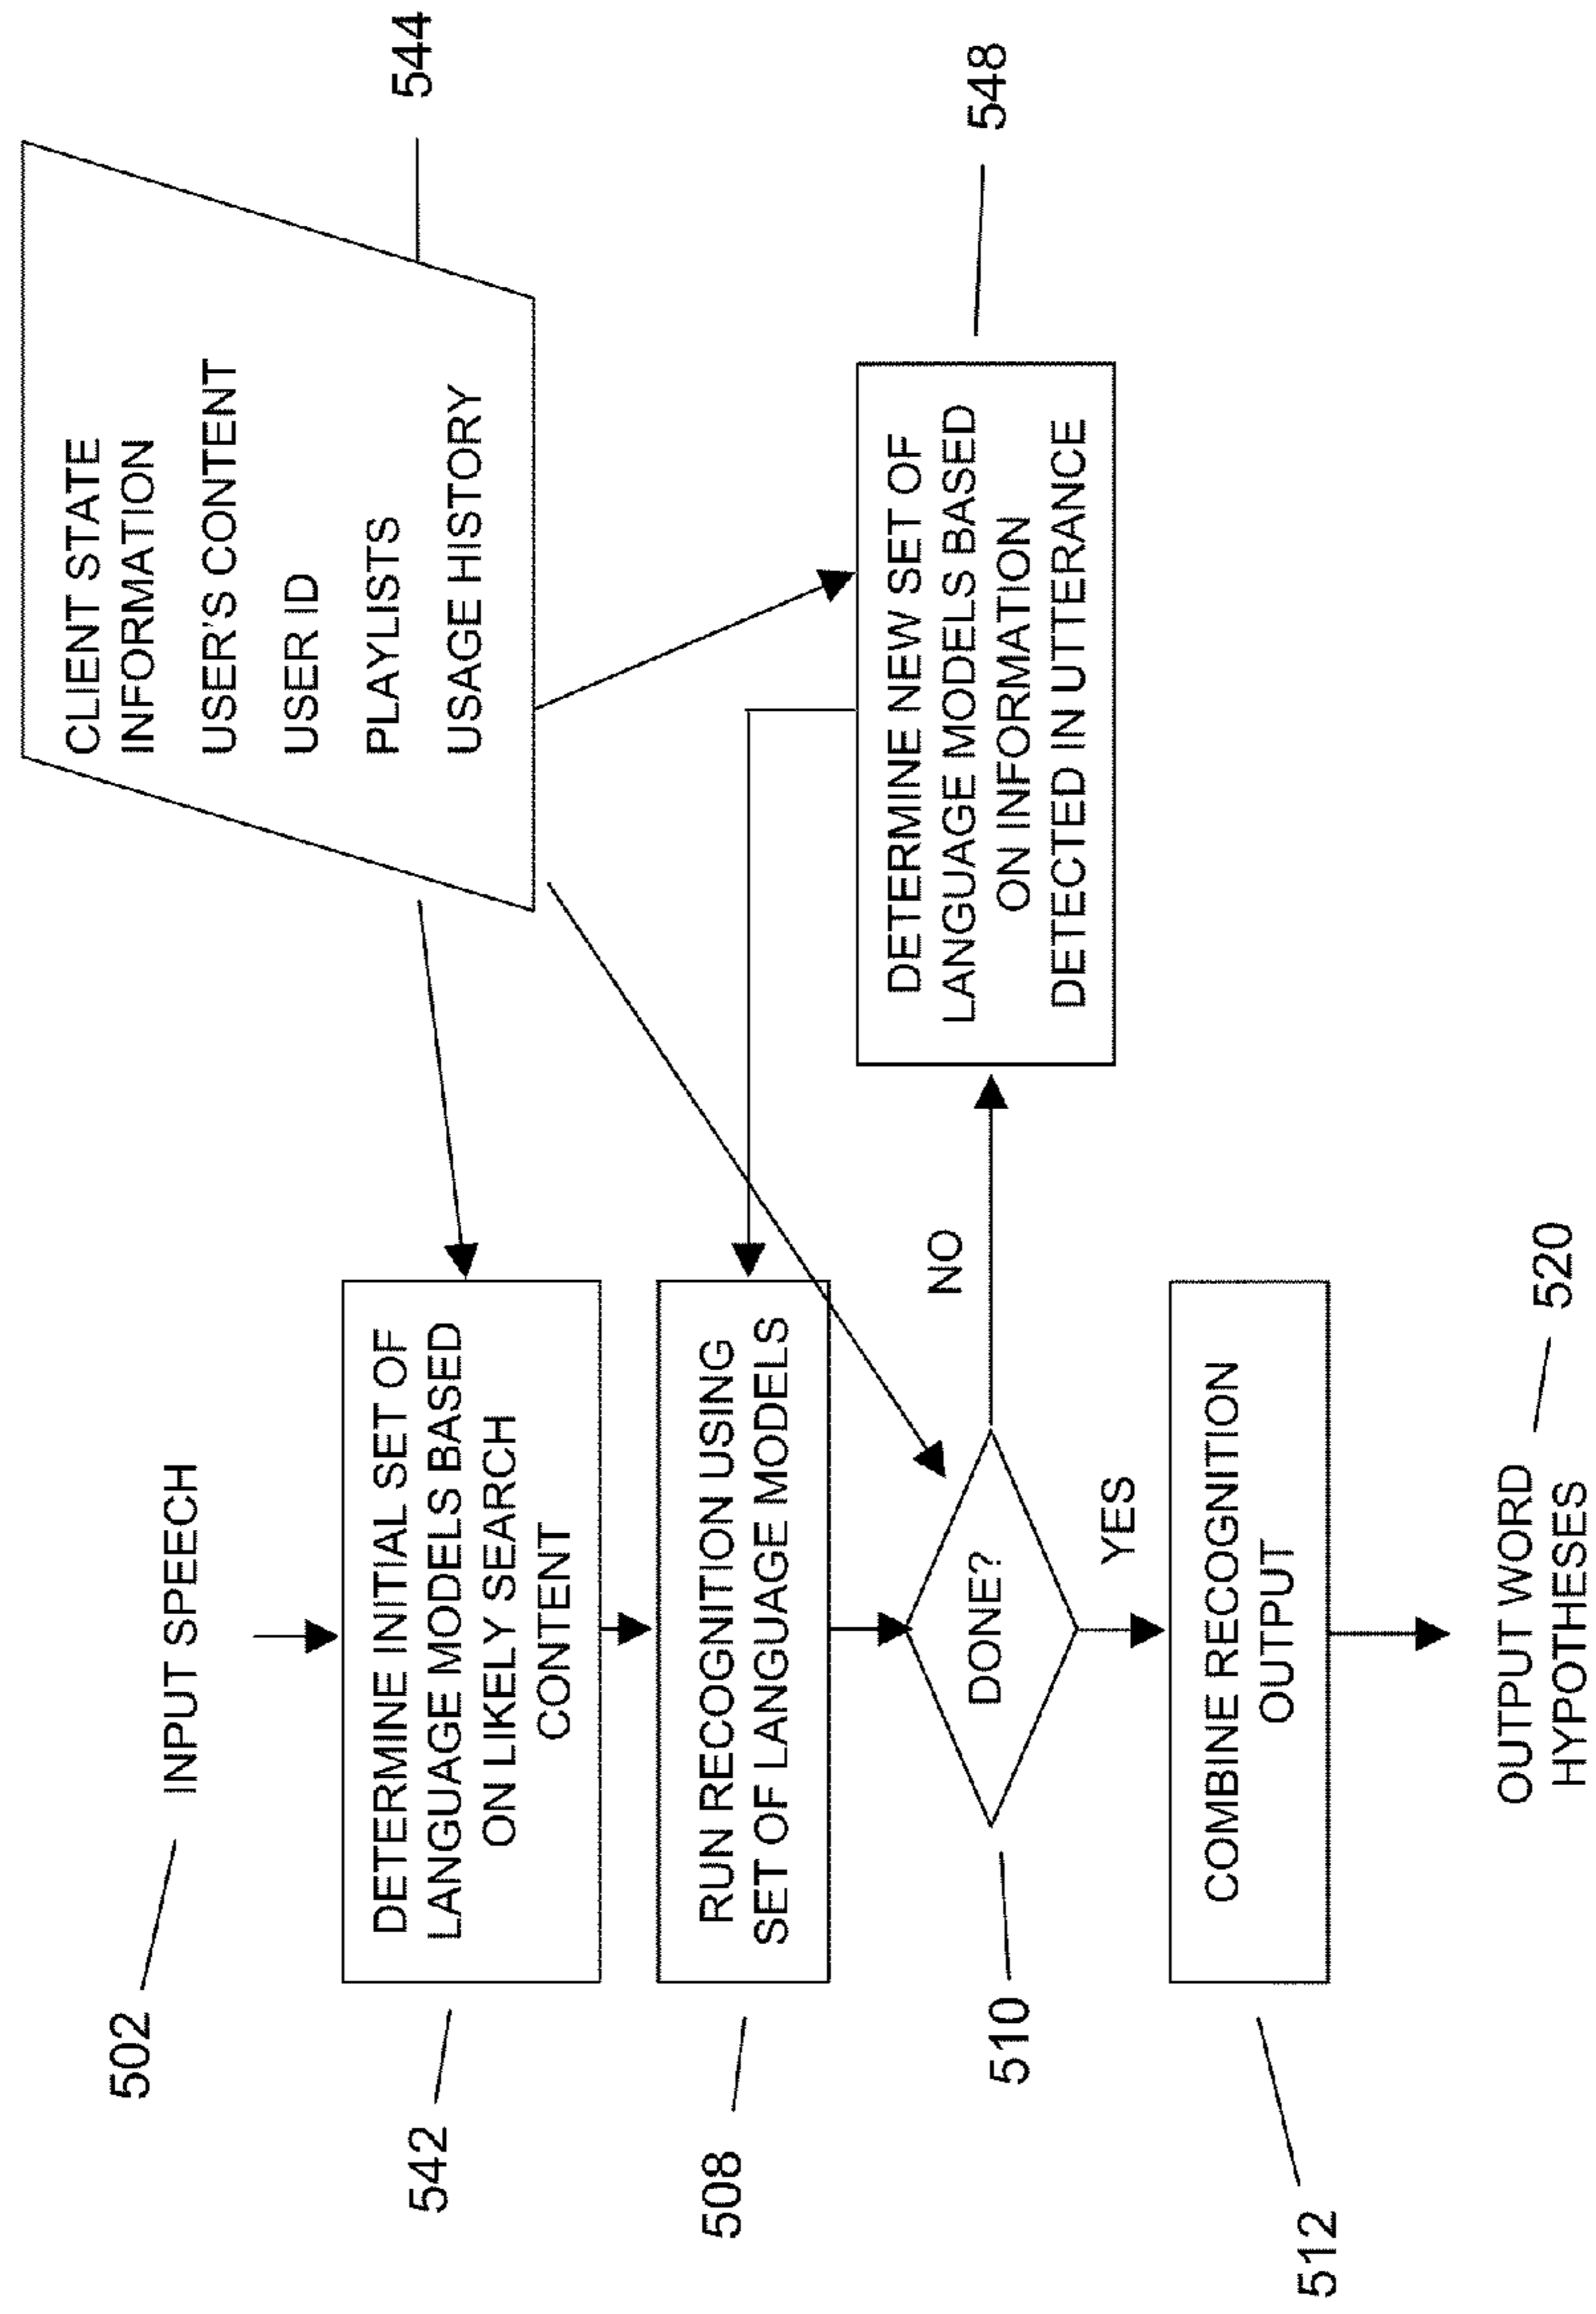 502
INPUT SPEECH
542
DETERMINE INITIAL SET OF
LANGUAGE MODELS BASED
ON LIKELY SEARCH
CONTENT
544
CLIENT STATE
INFORMATION
USER'S CONTENT
USER ID
PLAYLISTS
USAGE HISTORY
508
RUN RECOGNITION USING
SET OF LANGUAGE MODELS
510
DONE?
NO
YES
548
DETERMINE NEW SET OF
LANGUAGE MODELS BASED
ON INFORMATION
DETECTED IN UTTERANCE
512
COMBINE RECOGNITION
OUTPUT
OUTPUT WORD
HYPOTHESES
520